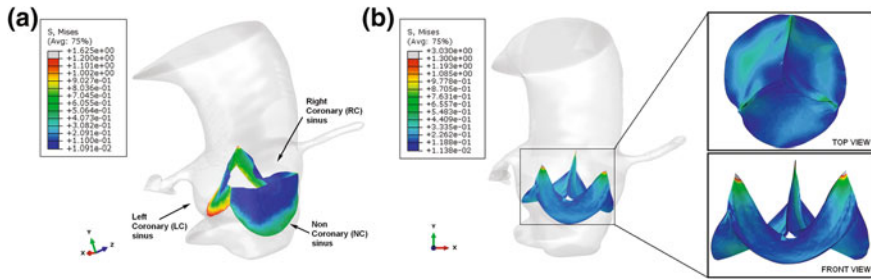 (a)
S, Mises
(Avg: 75%)
+1.625e+00
+1.200e+00
+1.101e+00
+1.002e+00
+9.027e-01
+8.036e-01
+7.045e-01
+6.055e-01
+5.064e-01
+4.073e-01
+3.082e-01
+2.091e-01
+1.100e-01
+1.091e-02
Right
Coronary (RC)
sinus
Left
Coronary (LC)
sinus
Non
Coronary (NC)
sinus
Y
X
Z
(b)
S, Mises
(Avg: 75%)
+3.030e+00
+1.300e+00
+1.193e+00
+1.085e+00
+9.778e-01
+8.705e-01
+7.631e-01
+6.557e-01
+5.483e-01
+4.409e-01
+3.335e-01
+2.262e-01
+1.188e-01
+1.138e-02
Y
X
TOP VIEW
FRONT VIEW